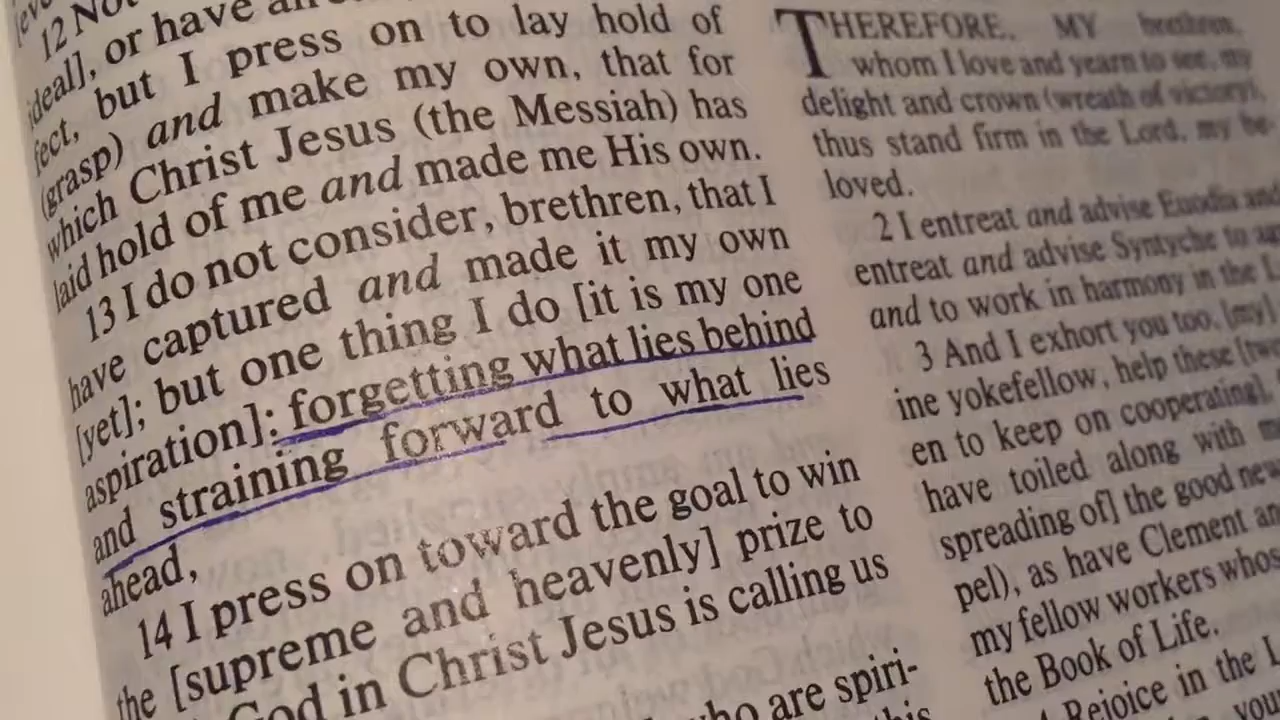 12 Not
ideal], or have
fect, but I press on to lay hold of
(grasp) and make my own, that for
which Christ Jesus (the Messiah) has
laid hold of me and made me His own.
13 I do not consider, brethren, that I
have captured and made it my own
[yet]; but one thing I do [it is my one
aspiration]: forgetting what lies behind
and straining forward to what lies
ahead,
14 I press on toward the goal to win
the [supreme and heavenly] prize to
God in Christ Jesus is calling us
who are spiri-
this
THEREFORE, MY brethren,
whom I love and yearn to see, my
delight and crown (wreath of victory),
thus stand firm in the Lord, my be-
loved.
2 I entreat and advise Euodia and
entreat and advise Syntyche to
and to work in harmony in the L
3 And I exhort you too, [my]
ine yokefellow, help these [two
en to keep on cooperating],
have toiled along with
spreading of] the good new
pel), as have Clement an
my fellow workers whos
the Book of Life.
4 Rejoice in the L
you